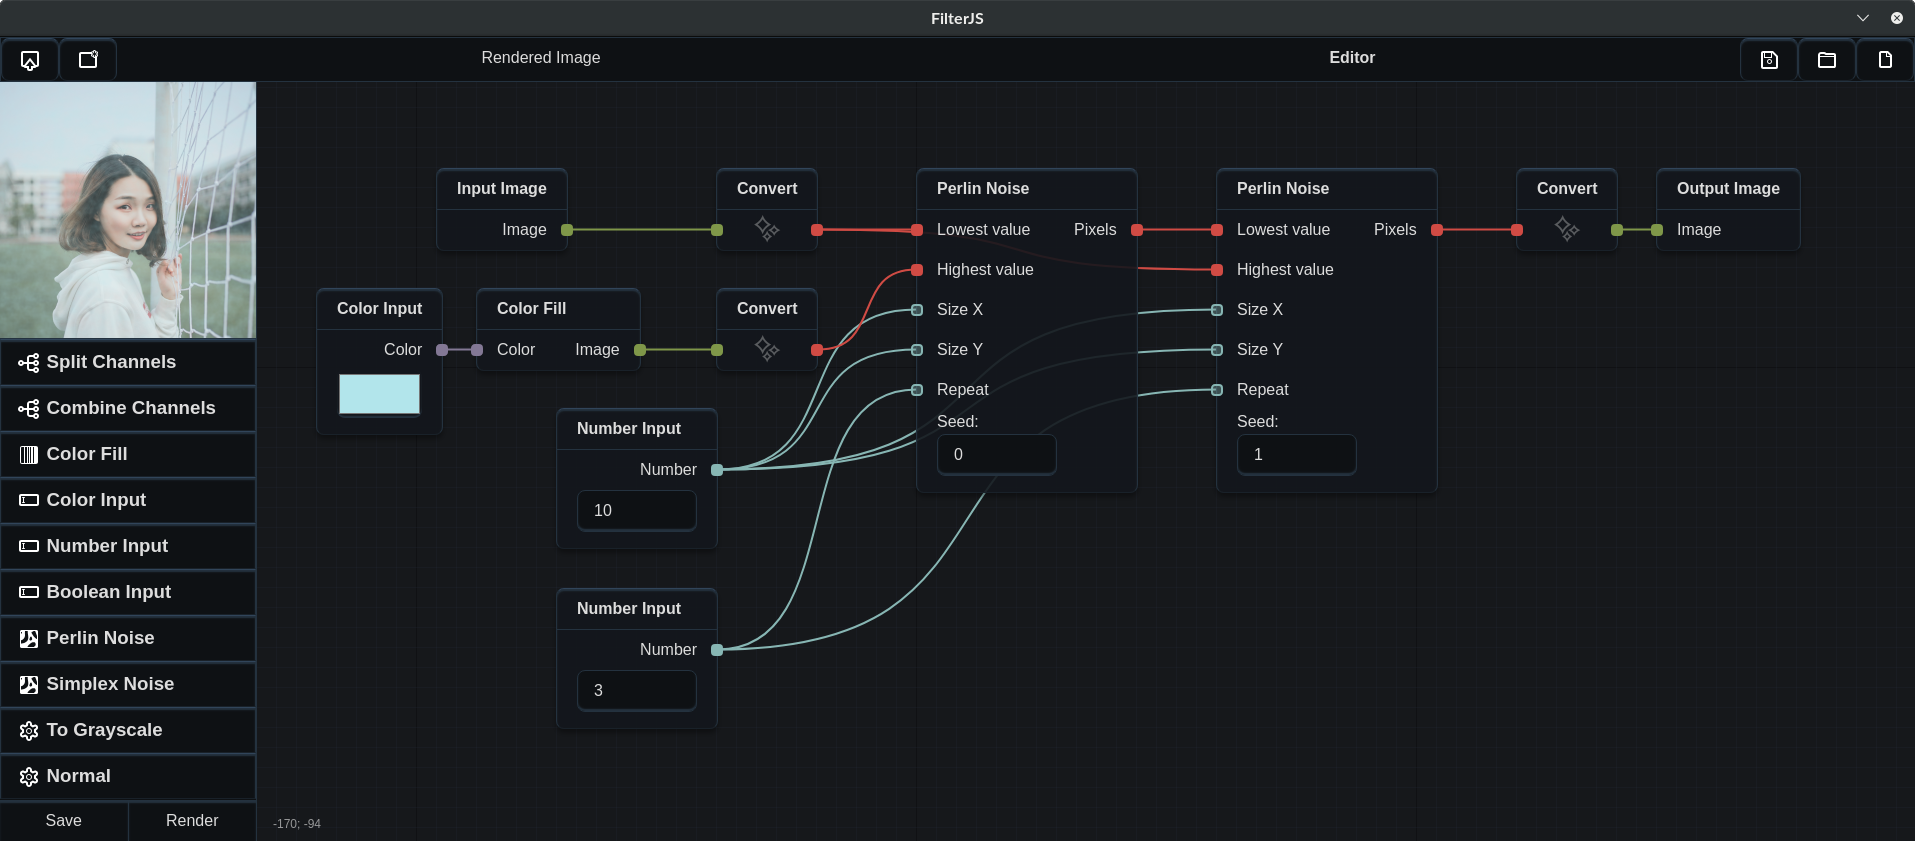 FilterJS
Rendered Image
Editor
Split Channels
Combine Channels
Color Fill
Color Input
Number Input
Boolean Input
Perlin Noise
Simplex Noise
To Grayscale
Normal
Save
Render
Input Image
Image
Convert
Color Input
Color
Color Fill
Color Image
Convert
Number Input
Number
10
Number Input
Number
3
Perlin Noise
Lowest value Pixels
Highest value
Size X
Size Y
Repeat
Seed:
0
Perlin Noise
Lowest value Pixels
Highest value
Size X
Size Y
Repeat
Seed:
1
Convert
Output Image
Image
-170; -94